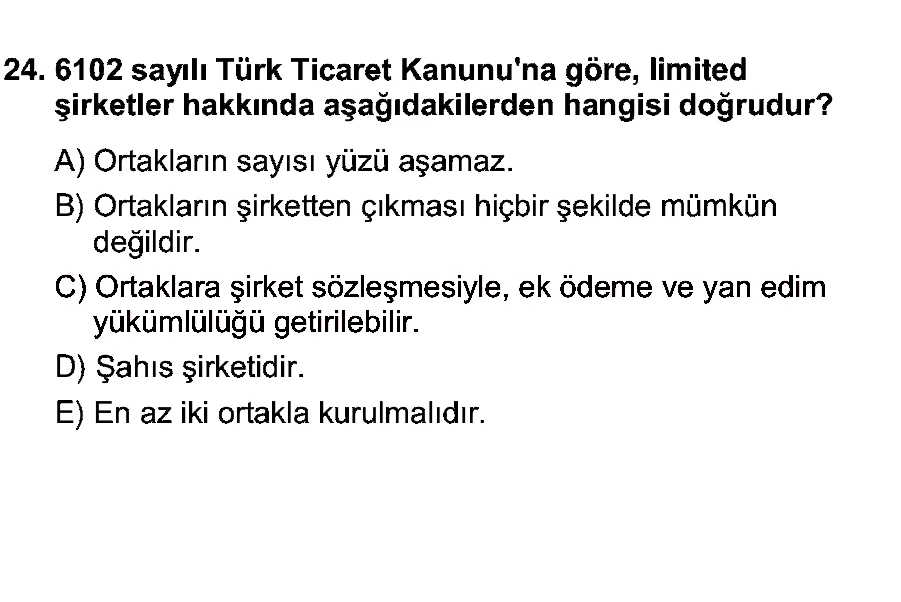 24. 6102 sayılı Türk Ticaret Kanunu'na göre, limited
şirketler hakkında aşağıdakilerden hangisi doğrudur?
A) Ortakların sayısı yüzü aşamaz.
B) Ortakların şirketten çıkması hiçbir şekilde mümkün
değildir.
C) Ortaklara şirket sözleşmesiyle, ek ödeme ve yan edim
yükümlülüğü getirilebilir.
D) Şahıs şirketidir.
E) En az iki ortakla kurulmalıdır.